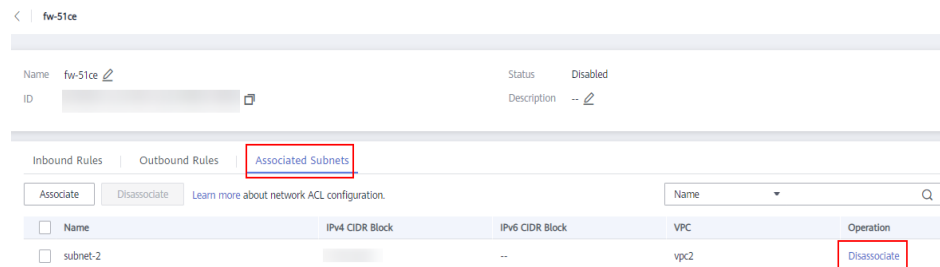 fw-51ce
Name fw-51ce Status Disabled
ID Description --
Inbound Rules Outbound Rules Associated Subnets
Associate Disassociate Learn more about network ACL configuration. Name
Name IPv4 CIDR Block IPv6 CIDR Block VPC Operation
subnet-2 -- vpc2 Disassociate